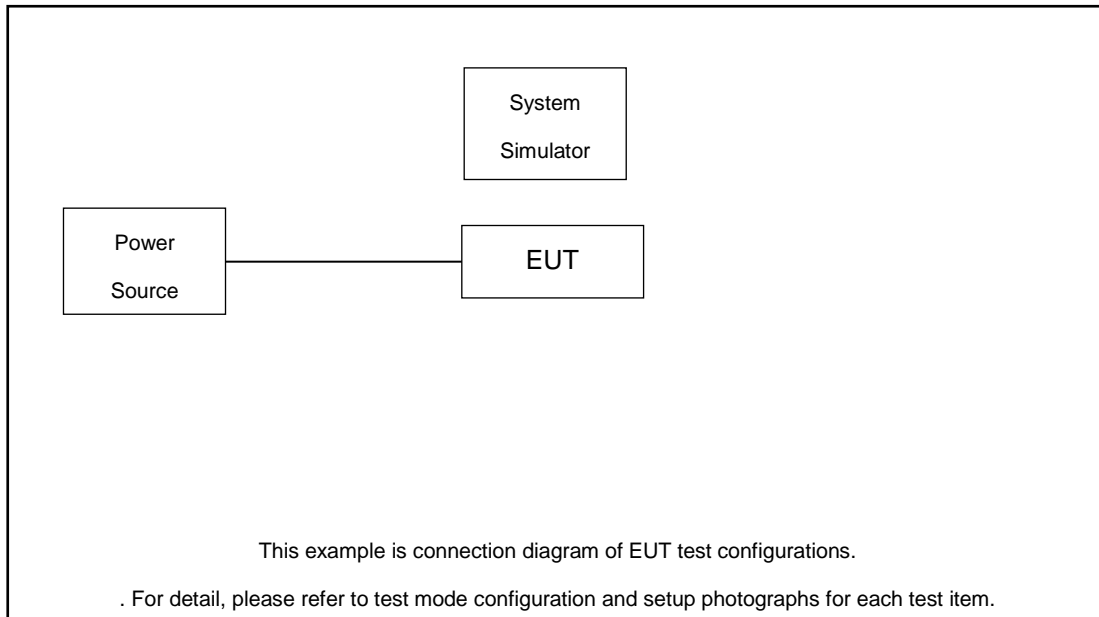 System
Simulator
Power
Source
EUT
This example is connection diagram of EUT test configurations.
. For detail, please refer to test mode configuration and setup photographs for each test item.